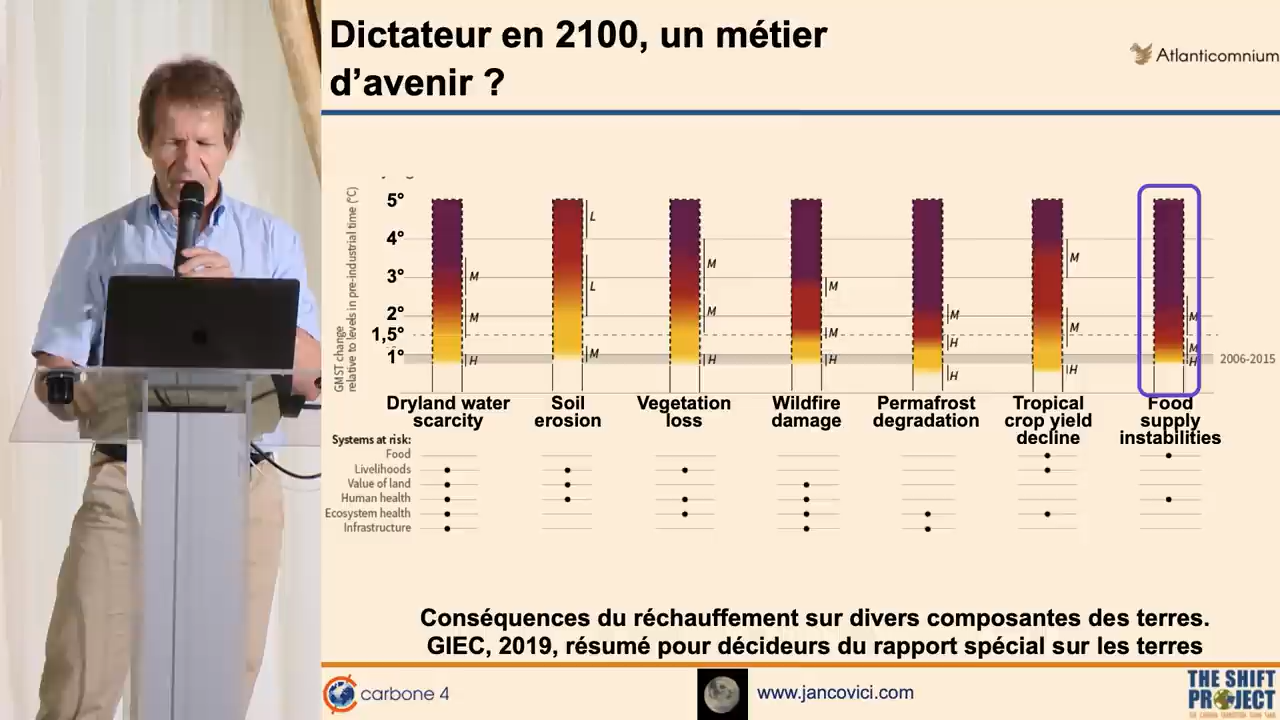 Dictateur en 2100, un métier
d'avenir ?
Atlanticomnium
GMST change
relative to levels in pre-industrial time (°C)
5°
4°
3°
2°
1,5°
1°
M
M
H
L
L
M
M
M
H
M
M
H
M
H
H
M
M
H
M
M
H
2006-2015
Dryland water
scarcity
Soil
erosion
Vegetation
loss
Wildfire
damage
Permafrost
degradation
Tropical
crop yield
decline
Food
supply
instabilities
Systems at risk:
Food
Livelihoods
Value of land
Human health
Ecosystem health
Infrastructure
Conséquences du réchauffement sur divers composantes des terres.
GIEC, 2019, résumé pour décideurs du rapport spécial sur les terres
carbone 4
www.jancovici.com
THE SHIFT
PROJECT